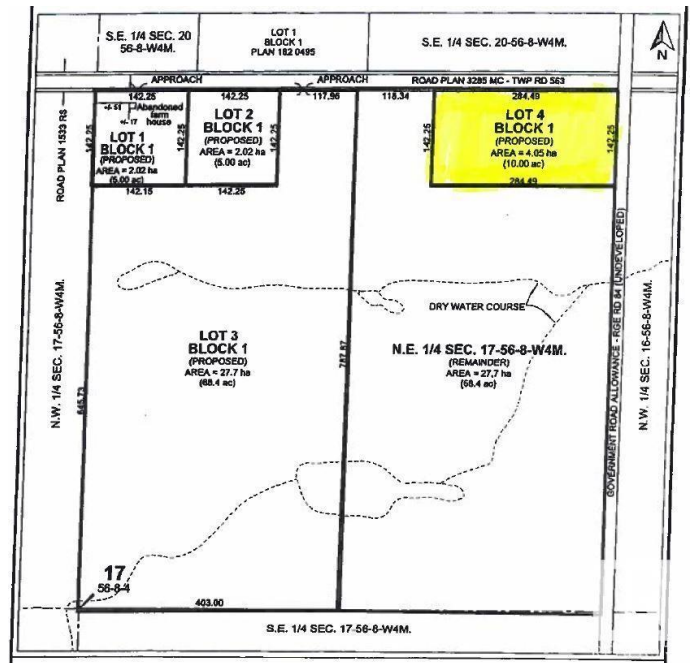 S.E. 1/4 SEC. 20
56-8-W4M.
LOT 1
BLOCK 1
PLAN 182 0495
S.E. 1/4 SEC. 20-56-8-W4M.
N
APPROACH
APPROACH
ROAD PLAN 3285 MC - TWP RD 563
ROAD PLAN 1533 RS
142.25
142.25
117.96
118.34
284.49
+/- 51
Abandoned
farm
house
+/- 17
142.25
LOT 1
BLOCK 1
(PROPOSED)
AREA = 2.02 ha
(5.00 ac)
142.15
142.25
LOT 2
BLOCK 1
(PROPOSED)
AREA = 2.02 ha
(5.00 ac)
142.25
142.25
142.25
LOT 4
BLOCK 1
(PROPOSED)
AREA = 4.05 ha
(10.00 ac)
142.25
284.49
DRY WATER COURSE
LOT 3
BLOCK 1
(PROPOSED)
AREA = 27.7 ha
(68.4 ac)
787.87
N.E. 1/4 SEC. 17-56-8-W4M.
(REMAINDER)
AREA = 27.7 ha
(68.4 ac)
N.W. 1/4 SEC. 17-56-8-W4M.
645.73
GOVERNMENT ROAD ALLOWANCE - RGE RD 84 (UNDEVELOPED)
N.W. 1/4 SEC. 16-56-8-W4M.
17
56-8-4
403.00
S.E. 1/4 SEC. 17-56-8-W4M.